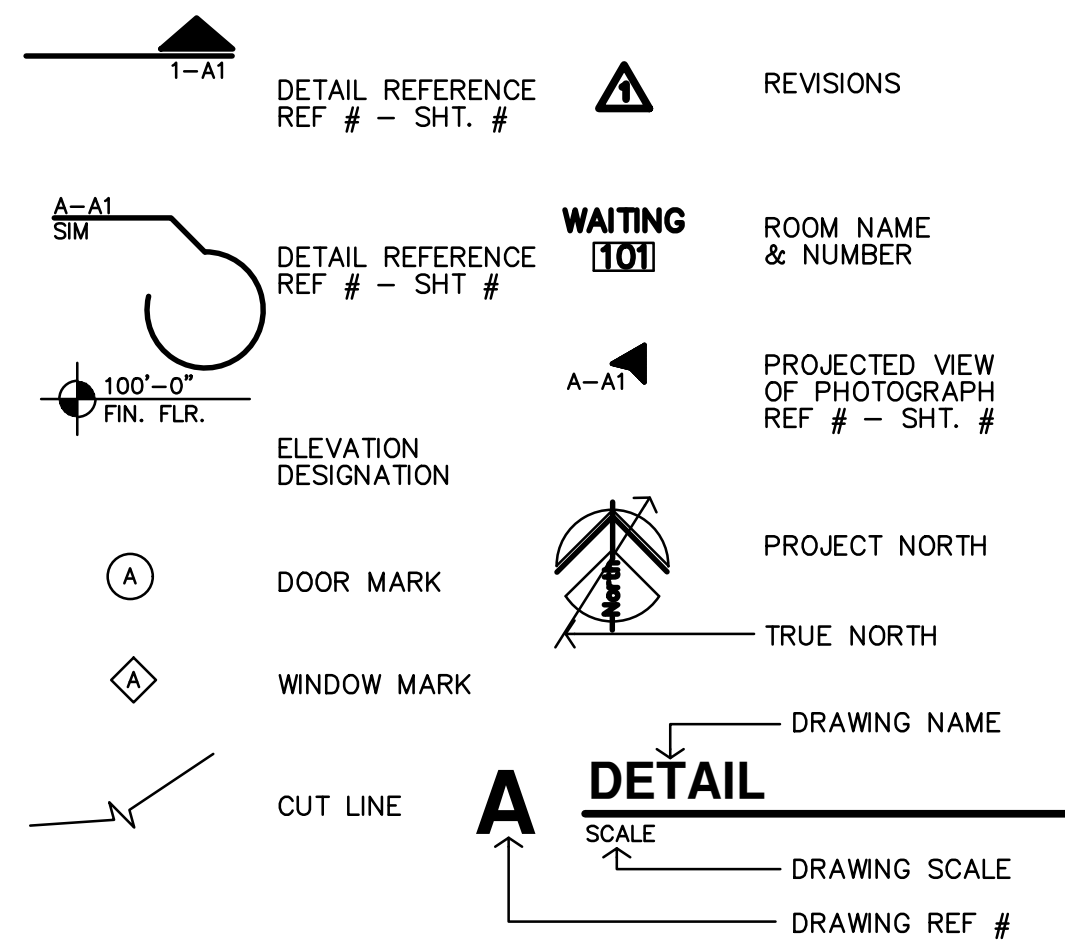 1-A1
DETAIL REFERENCE
REF # - SHT. #
A-A1
SIM
DETAIL REFERENCE
REF # - SHT #
100'-0"
FIN. FLR.
ELEVATION
DESIGNATION
A
DOOR MARK
A
WINDOW MARK
CUT LINE
1
REVISIONS
WAITING
101
ROOM NAME
& NUMBER
A-A1
PROJECTED VIEW
OF PHOTOGRAPH
REF # - SHT. #
North
PROJECT NORTH
TRUE NORTH
DRAWING NAME
A
DETAIL
SCALE
DRAWING SCALE
DRAWING REF #